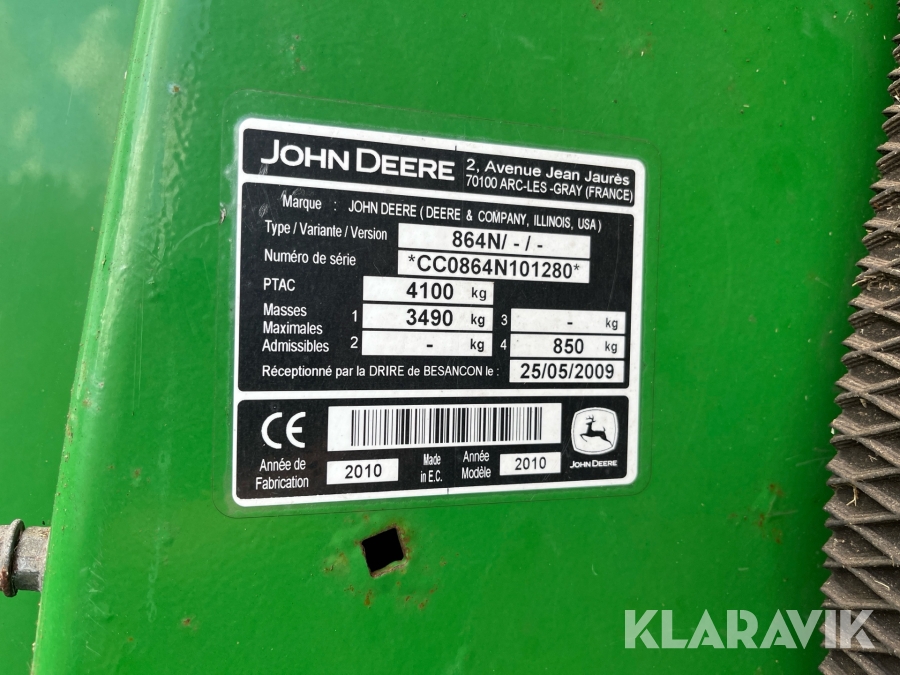 JOHN DEERE
2, Avenue Jean Jaurès
70100 ARC-LES -GRAY (FRANCE)
Marque : JOHN DEERE ( DEERE & COMPANY, ILLINOIS, USA )
Type / Variante / Version 864N/ - / -
Numéro de série *CC0864N101280*
PTAC 4100 kg
Masses Maximales Admissibles
1 3490 kg 3 - kg
2 - kg 4 850 kg
Réceptionné par la DRIRE de BESANCON le : 25/05/2009
CE
Année de Fabrication 2010
Made in E.C.
Année Modèle 2010
JOHN DEERE
KLARAVIK